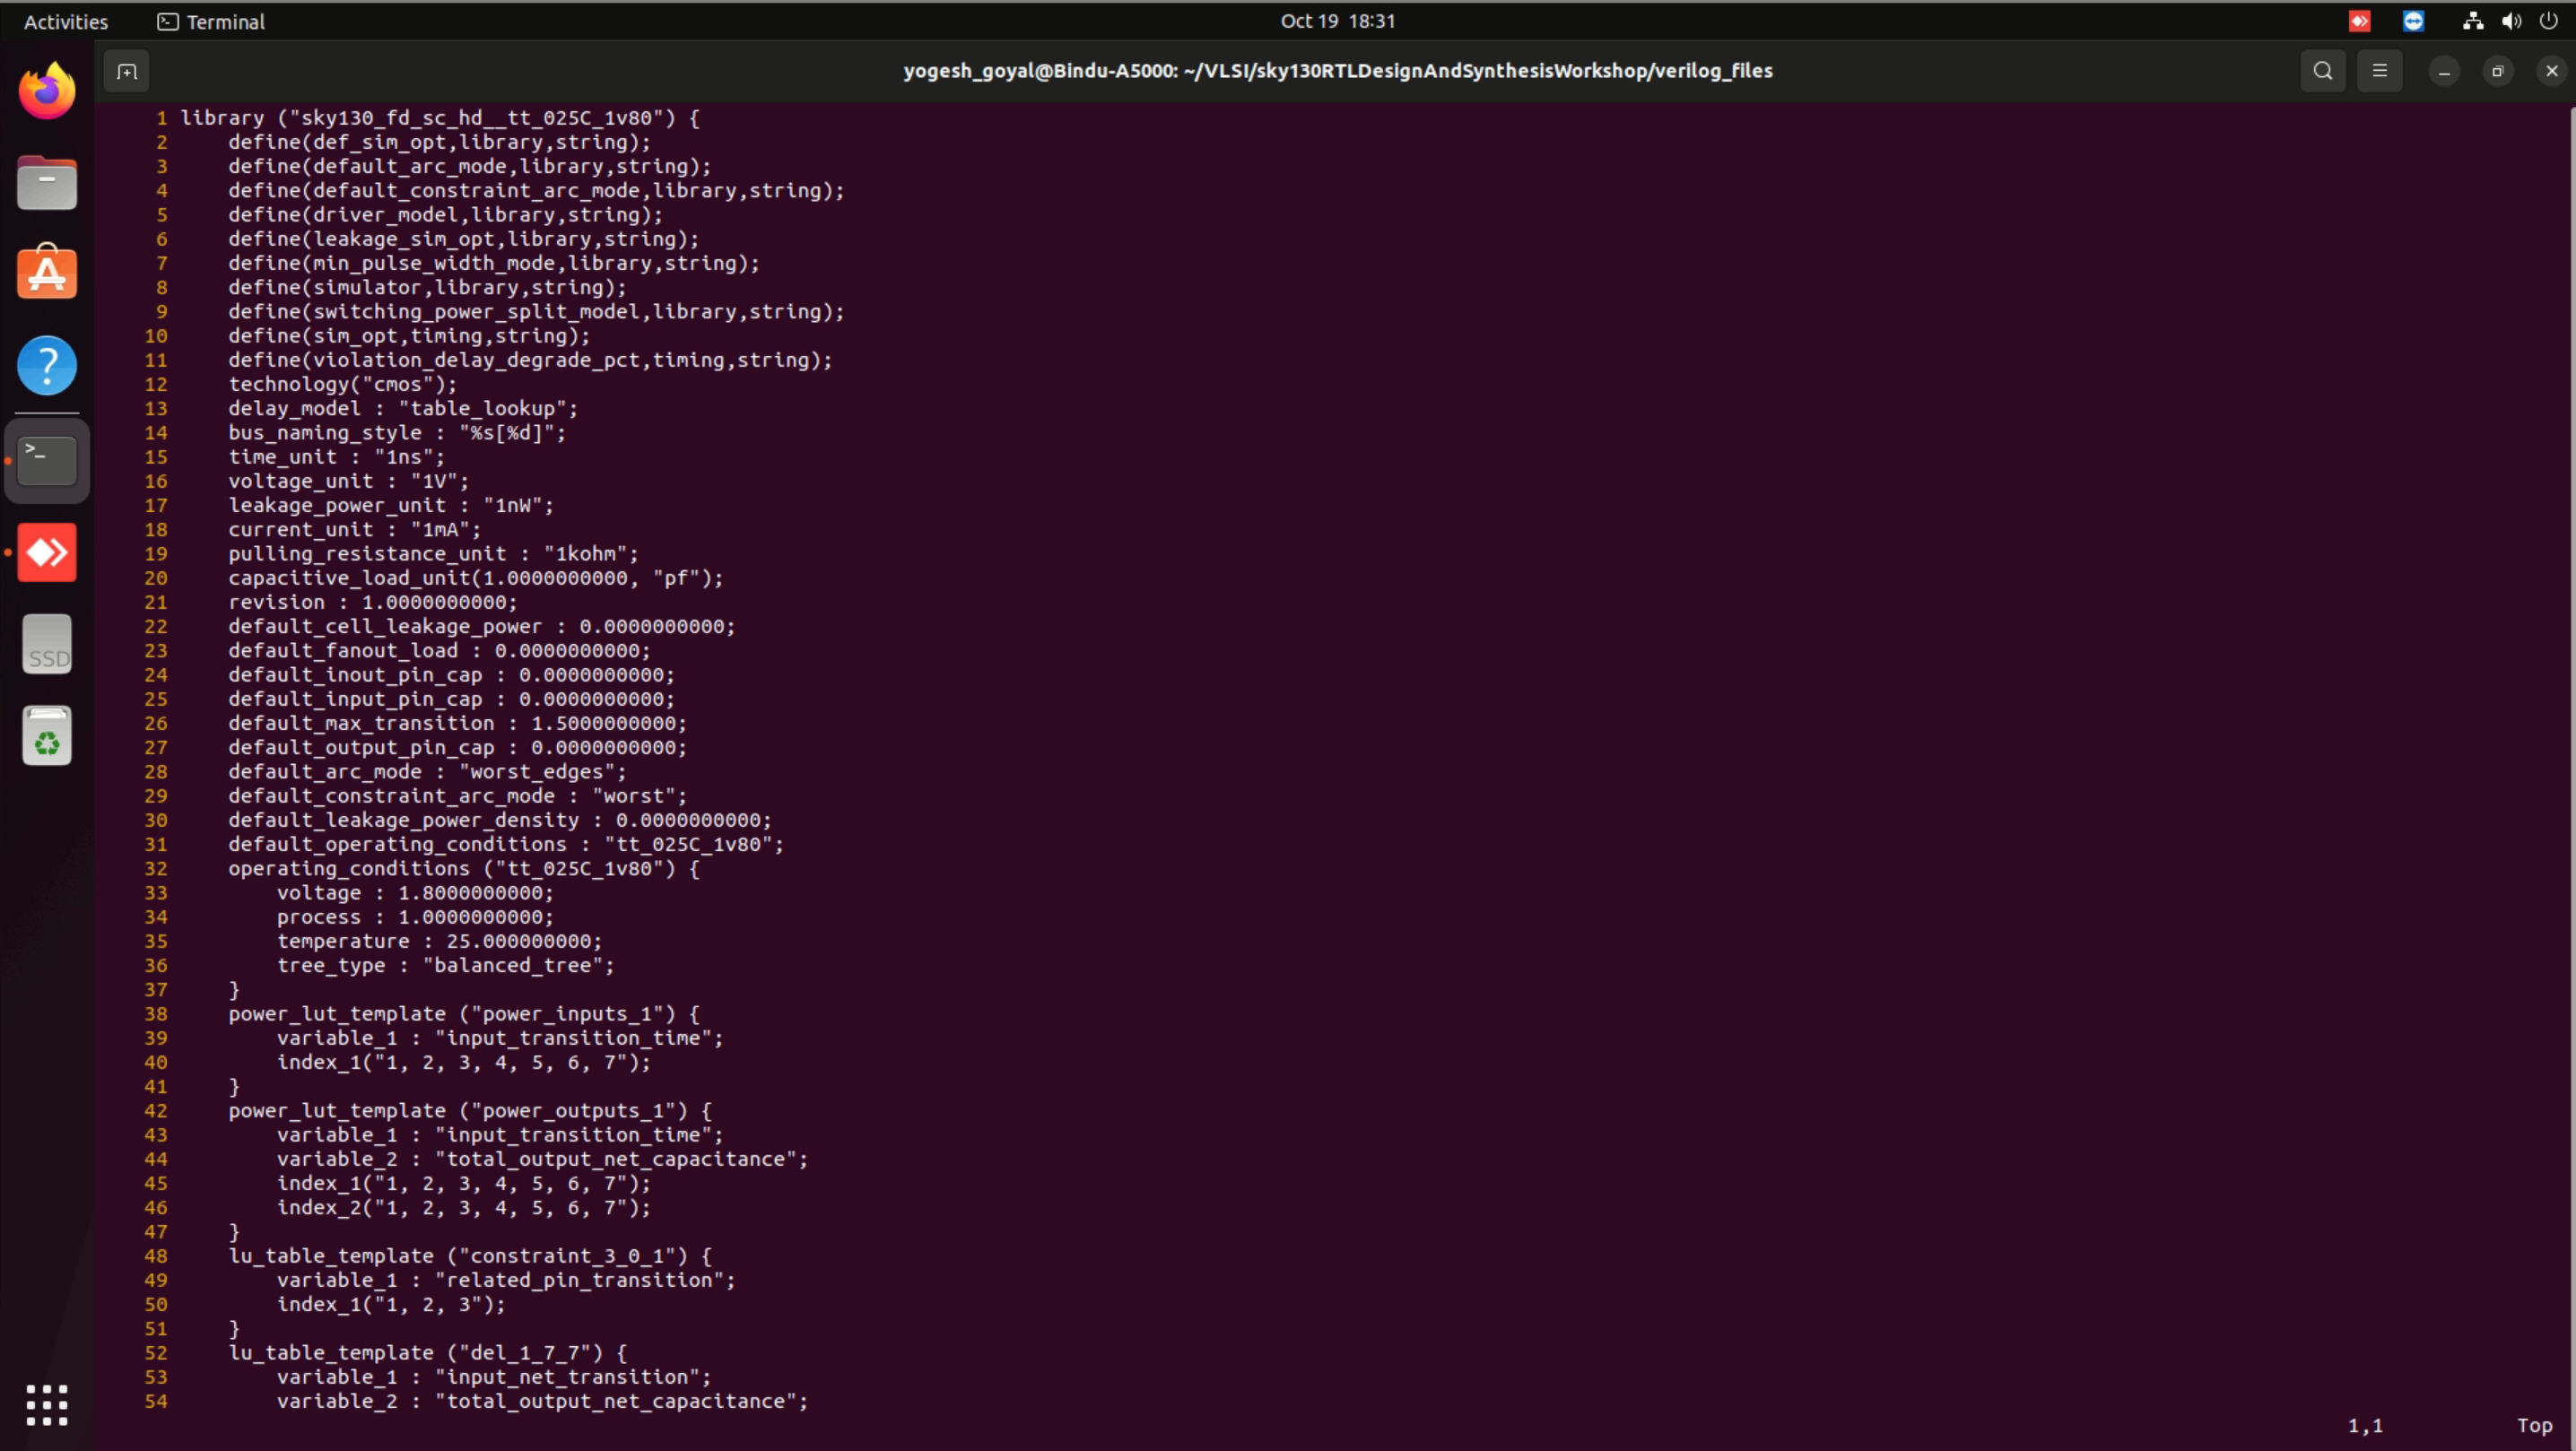 Activities Terminal Oct 19 18:31
yogesh_goyal@Bindu-A5000: ~/VLSI/sky130RTLDesignAndSynthesisWorkshop/verilog_files
1 library ("sky130_fd_sc_hd__tt_025C_1v80") {
2 define(def_sim_opt,library,string);
3 define(default_arc_mode,library,string);
4 define(default_constraint_arc_mode,library,string);
5 define(driver_model,library,string);
6 define(leakage_sim_opt,library,string);
7 define(min_pulse_width_mode,library,string);
8 define(simulator,library,string);
9 define(switching_power_split_model,library,string);
10 define(sim_opt,timing,string);
11 define(violation_delay_degrade_pct,timing,string);
12 technology("cmos");
13 delay_model : "table_lookup";
14 bus_naming_style : "%s[%d]";
15 time_unit : "1ns";
16 voltage_unit : "1V";
17 leakage_power_unit : "1nW";
18 current_unit : "1mA";
19 pulling_resistance_unit : "1kohm";
20 capacitive_load_unit(1.0000000000, "pf");
21 revision : 1.0000000000;
22 default_cell_leakage_power : 0.0000000000;
23 default_fanout_load : 0.0000000000;
24 default_inout_pin_cap : 0.0000000000;
25 default_input_pin_cap : 0.0000000000;
26 default_max_transition : 1.5000000000;
27 default_output_pin_cap : 0.0000000000;
28 default_arc_mode : "worst_edges";
29 default_constraint_arc_mode : "worst";
30 default_leakage_power_density : 0.0000000000;
31 default_operating_conditions : "tt_025C_1v80";
32 operating_conditions ("tt_025C_1v80") {
33 voltage : 1.8000000000;
34 process : 1.0000000000;
35 temperature : 25.000000000;
36 tree_type : "balanced_tree";
37 }
38 power_lut_template ("power_inputs_1") {
39 variable_1 : "input_transition_time";
40 index_1("1, 2, 3, 4, 5, 6, 7");
41 }
42 power_lut_template ("power_outputs_1") {
43 variable_1 : "input_transition_time";
44 variable_2 : "total_output_net_capacitance";
45 index_1("1, 2, 3, 4, 5, 6, 7");
46 index_2("1, 2, 3, 4, 5, 6, 7");
47 }
48 lu_table_template ("constraint_3_0_1") {
49 variable_1 : "related_pin_transition";
50 index_1("1, 2, 3");
51 }
52 lu_table_template ("del_1_7_7") {
53 variable_1 : "input_net_transition";
54 variable_2 : "total_output_net_capacitance";
1,1 Top
SSD